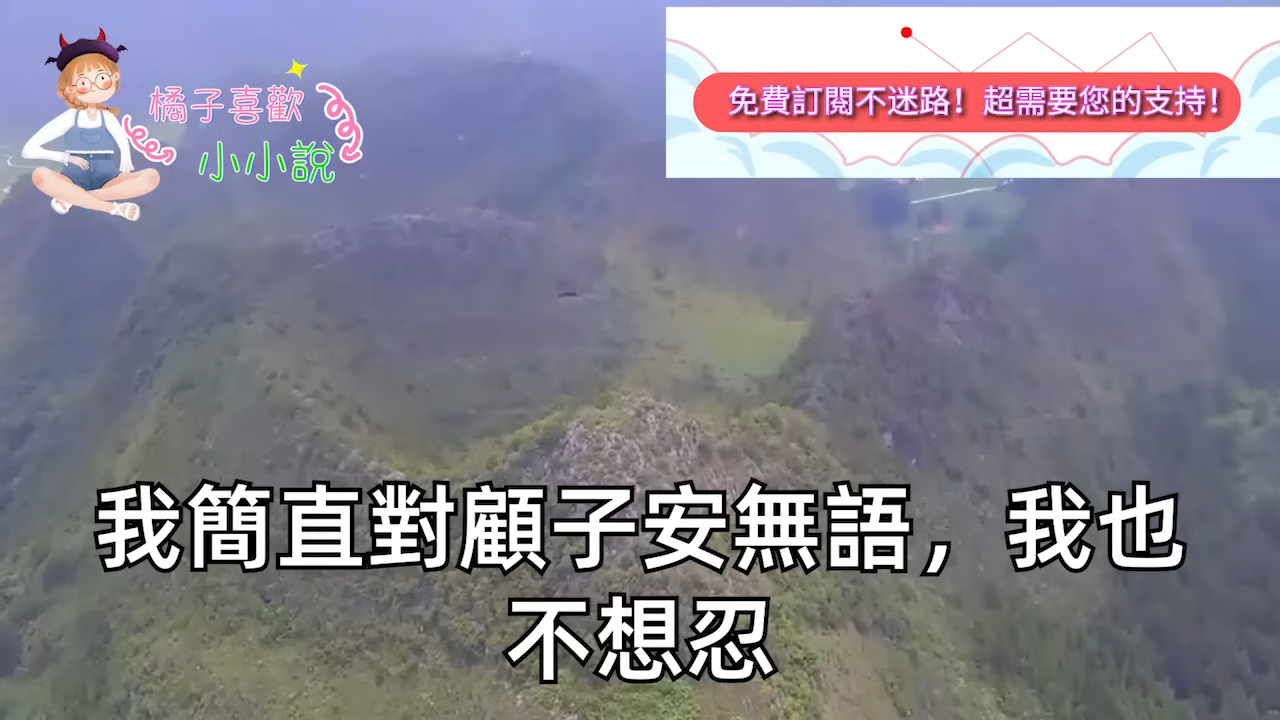 橘子喜歡
小小說
免費訂閱不迷路！超需要您的支持！
我簡直對顧子安無語，我也
不想忍